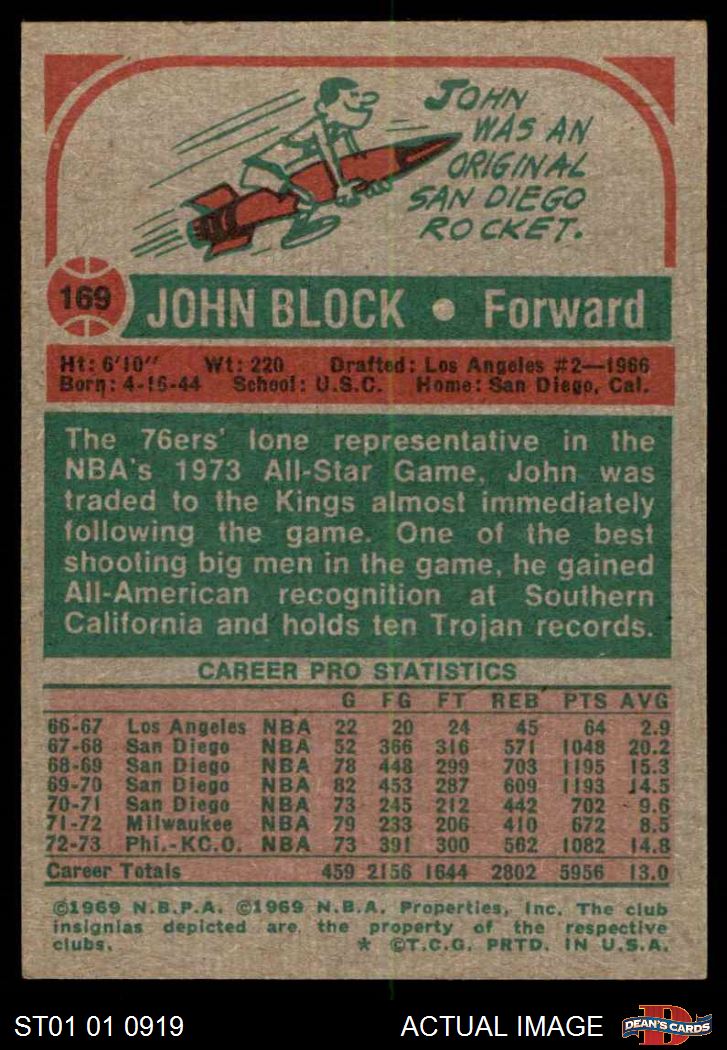 JOHN
WAS AN
ORIGINAL
SAN DIEGO
ROCKET.
169
JOHN BLOCK • Forward
Ht: 6'10" Wt: 220 Drafted: Los Angeles #2—1966
Born: 4-16-44 School: U.S.C. Home: San Diego, Cal.
The 76ers' lone representative in the
NBA's 1973 All-Star Game, John was
traded to the Kings almost immediately
following the game. One of the best
shooting big men in the game, he gained
All-American recognition at Southern
California and holds ten Trojan records.
CAREER PRO STATISTICS
G FG FT REB PTS AVG
66-67 Los Angeles NBA 22 20 24 45 64 2.9
67-68 San Diego NBA 52 366 316 571 1048 20.2
68-69 San Diego NBA 78 448 299 703 1195 15.3
69-70 San Diego NBA 82 453 287 609 1193 14.5
70-71 San Diego NBA 73 245 212 442 702 9.6
71-72 Milwaukee NBA 79 233 206 410 672 8.5
72-73 Phi.-KC.O. NBA 73 391 300 562 1082 14.8
Career Totals 459 2156 1644 2802 5956 13.0
©1969 N.B.P.A. ©1969 N.B.A. Properties, Inc. The club
insignias depicted are the property of the respective
clubs. * ©T.C.G. PRTD. IN U.S.A.
ST01 01 0919 ACTUAL IMAGE D DEAN'S CARDS